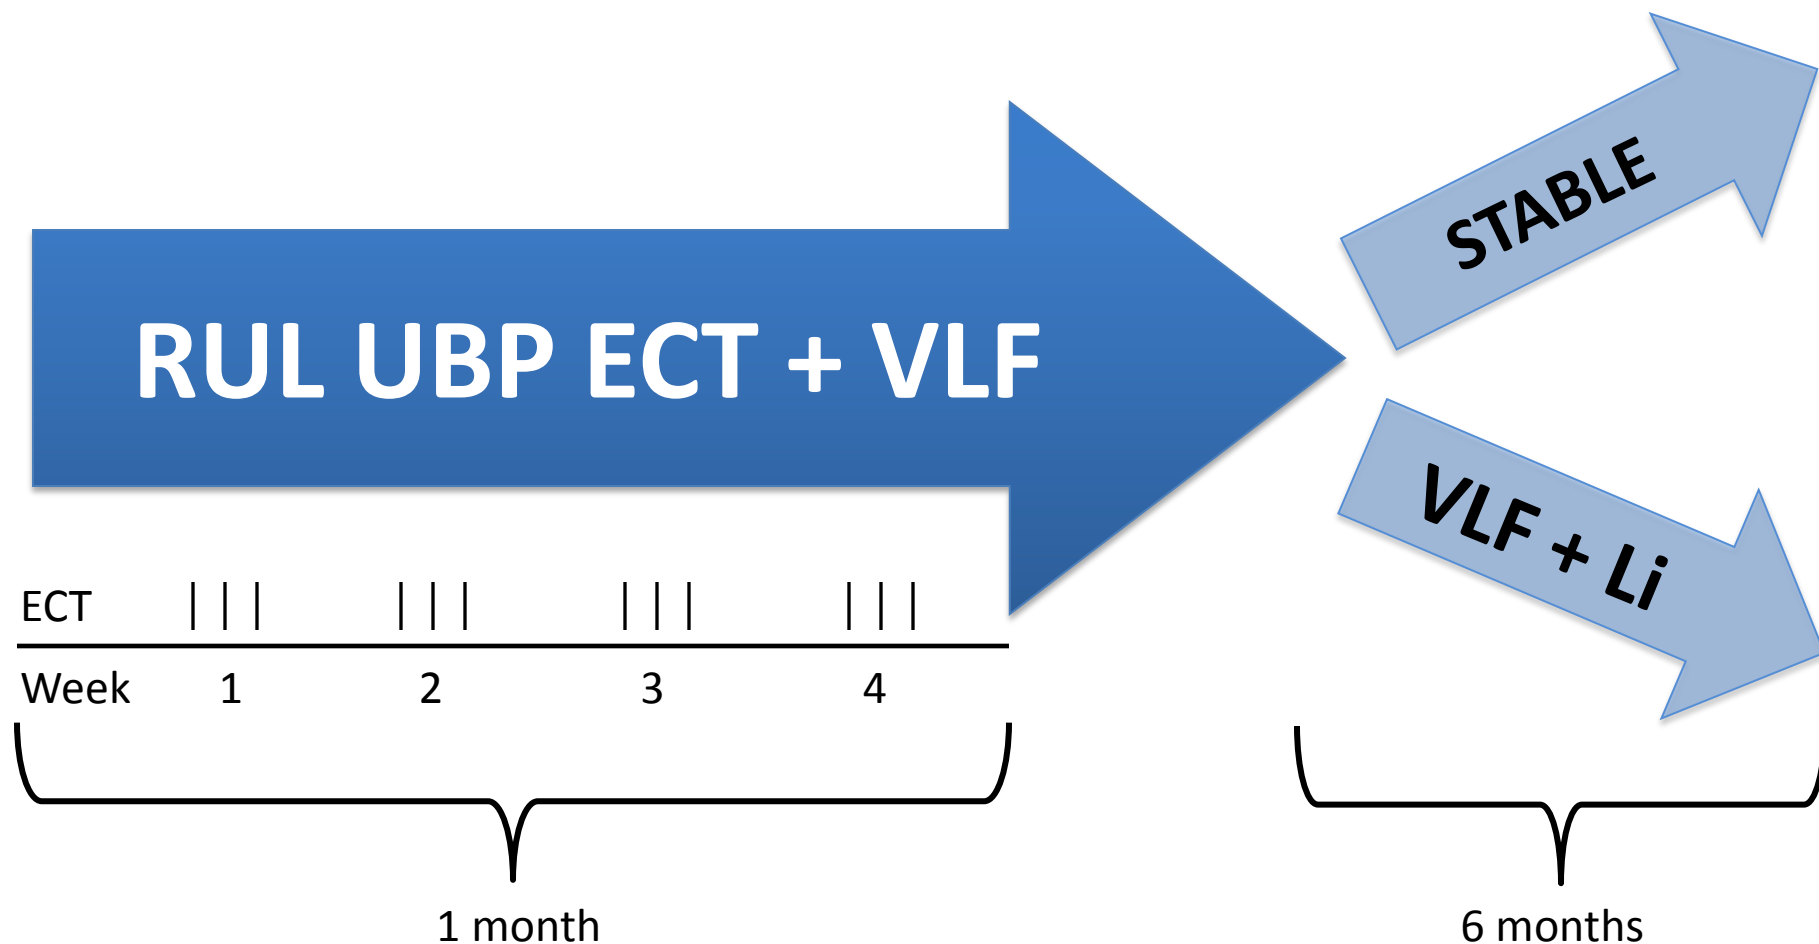 RUL UBP ECT + VLF
STABLE
VLF + Li
ECT
Week 1 2 3 4
1 month
6 months